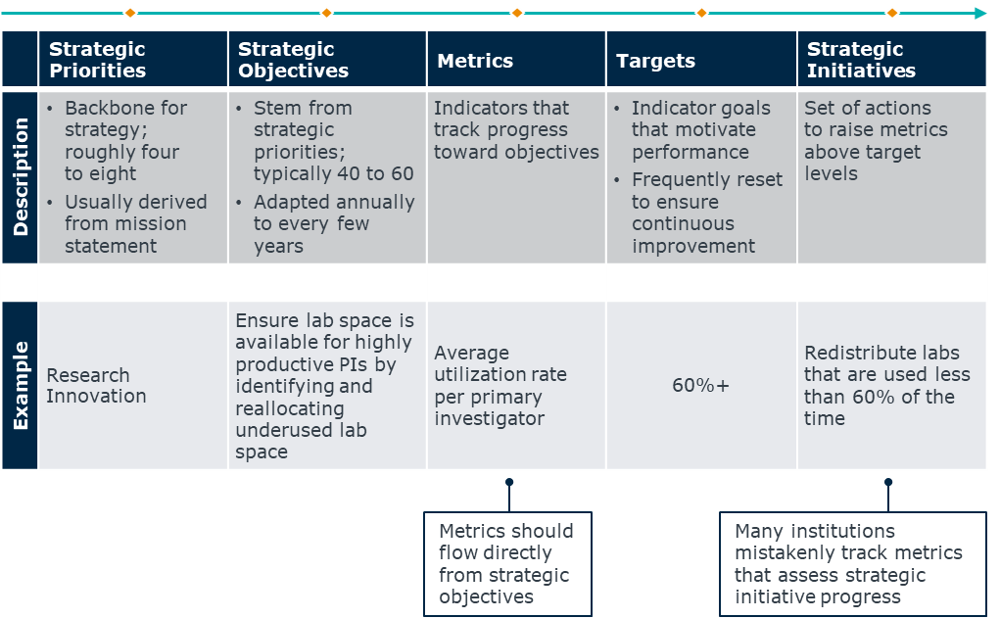 Strategic
Priorities
Strategic
Objectives
Metrics
Targets
Strategic
Initiatives
Description
• Backbone for
strategy;
roughly four
to eight
• Usually derived
from mission
statement
• Stem from
strategic
priorities;
typically 40 to 60
• Adapted annually
to every few
years
Indicators that
track progress
toward objectives
• Indicator goals
that motivate
performance
• Frequently reset
to ensure
continuous
improvement
Set of actions
to raise metrics
above target
levels
Example
Research
Innovation
Ensure lab space is
available for highly
productive PIs by
identifying and
reallocating
underused lab
space
Average
utilization rate
per primary
investigator
60%+
Redistribute labs
that are used less
than 60% of the
time
Metrics should
flow directly
from strategic
objectives
Many institutions
mistakenly track metrics
that assess strategic
initiative progress